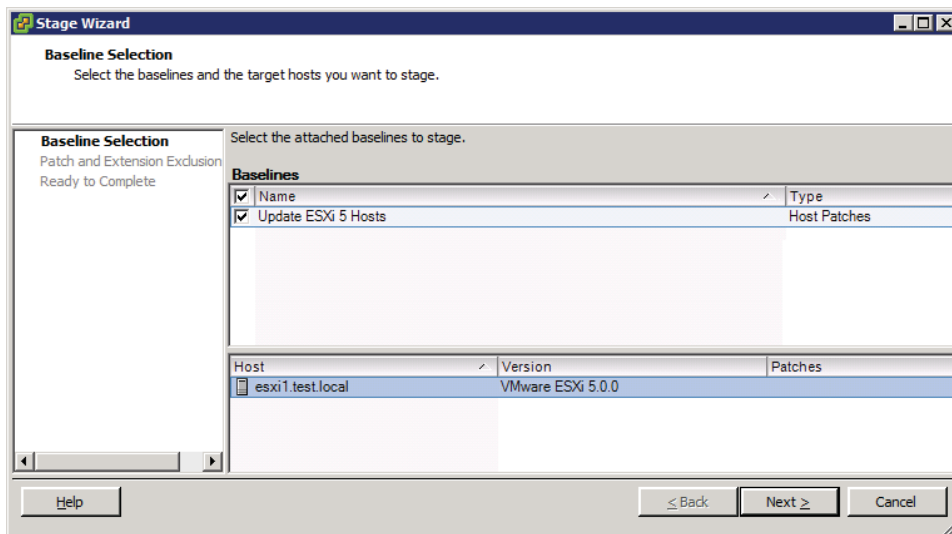 Stage Wizard
Baseline Selection
Select the baselines and the target hosts you want to stage.
Baseline Selection
Patch and Extension Exclusion
Ready to Complete
Select the attached baselines to stage.
Baselines
Name Type
Update ESXi 5 Hosts Host Patches
Host Version Patches
esxi1.test.local VMware ESXi 5.0.0
Help < Back Next > Cancel